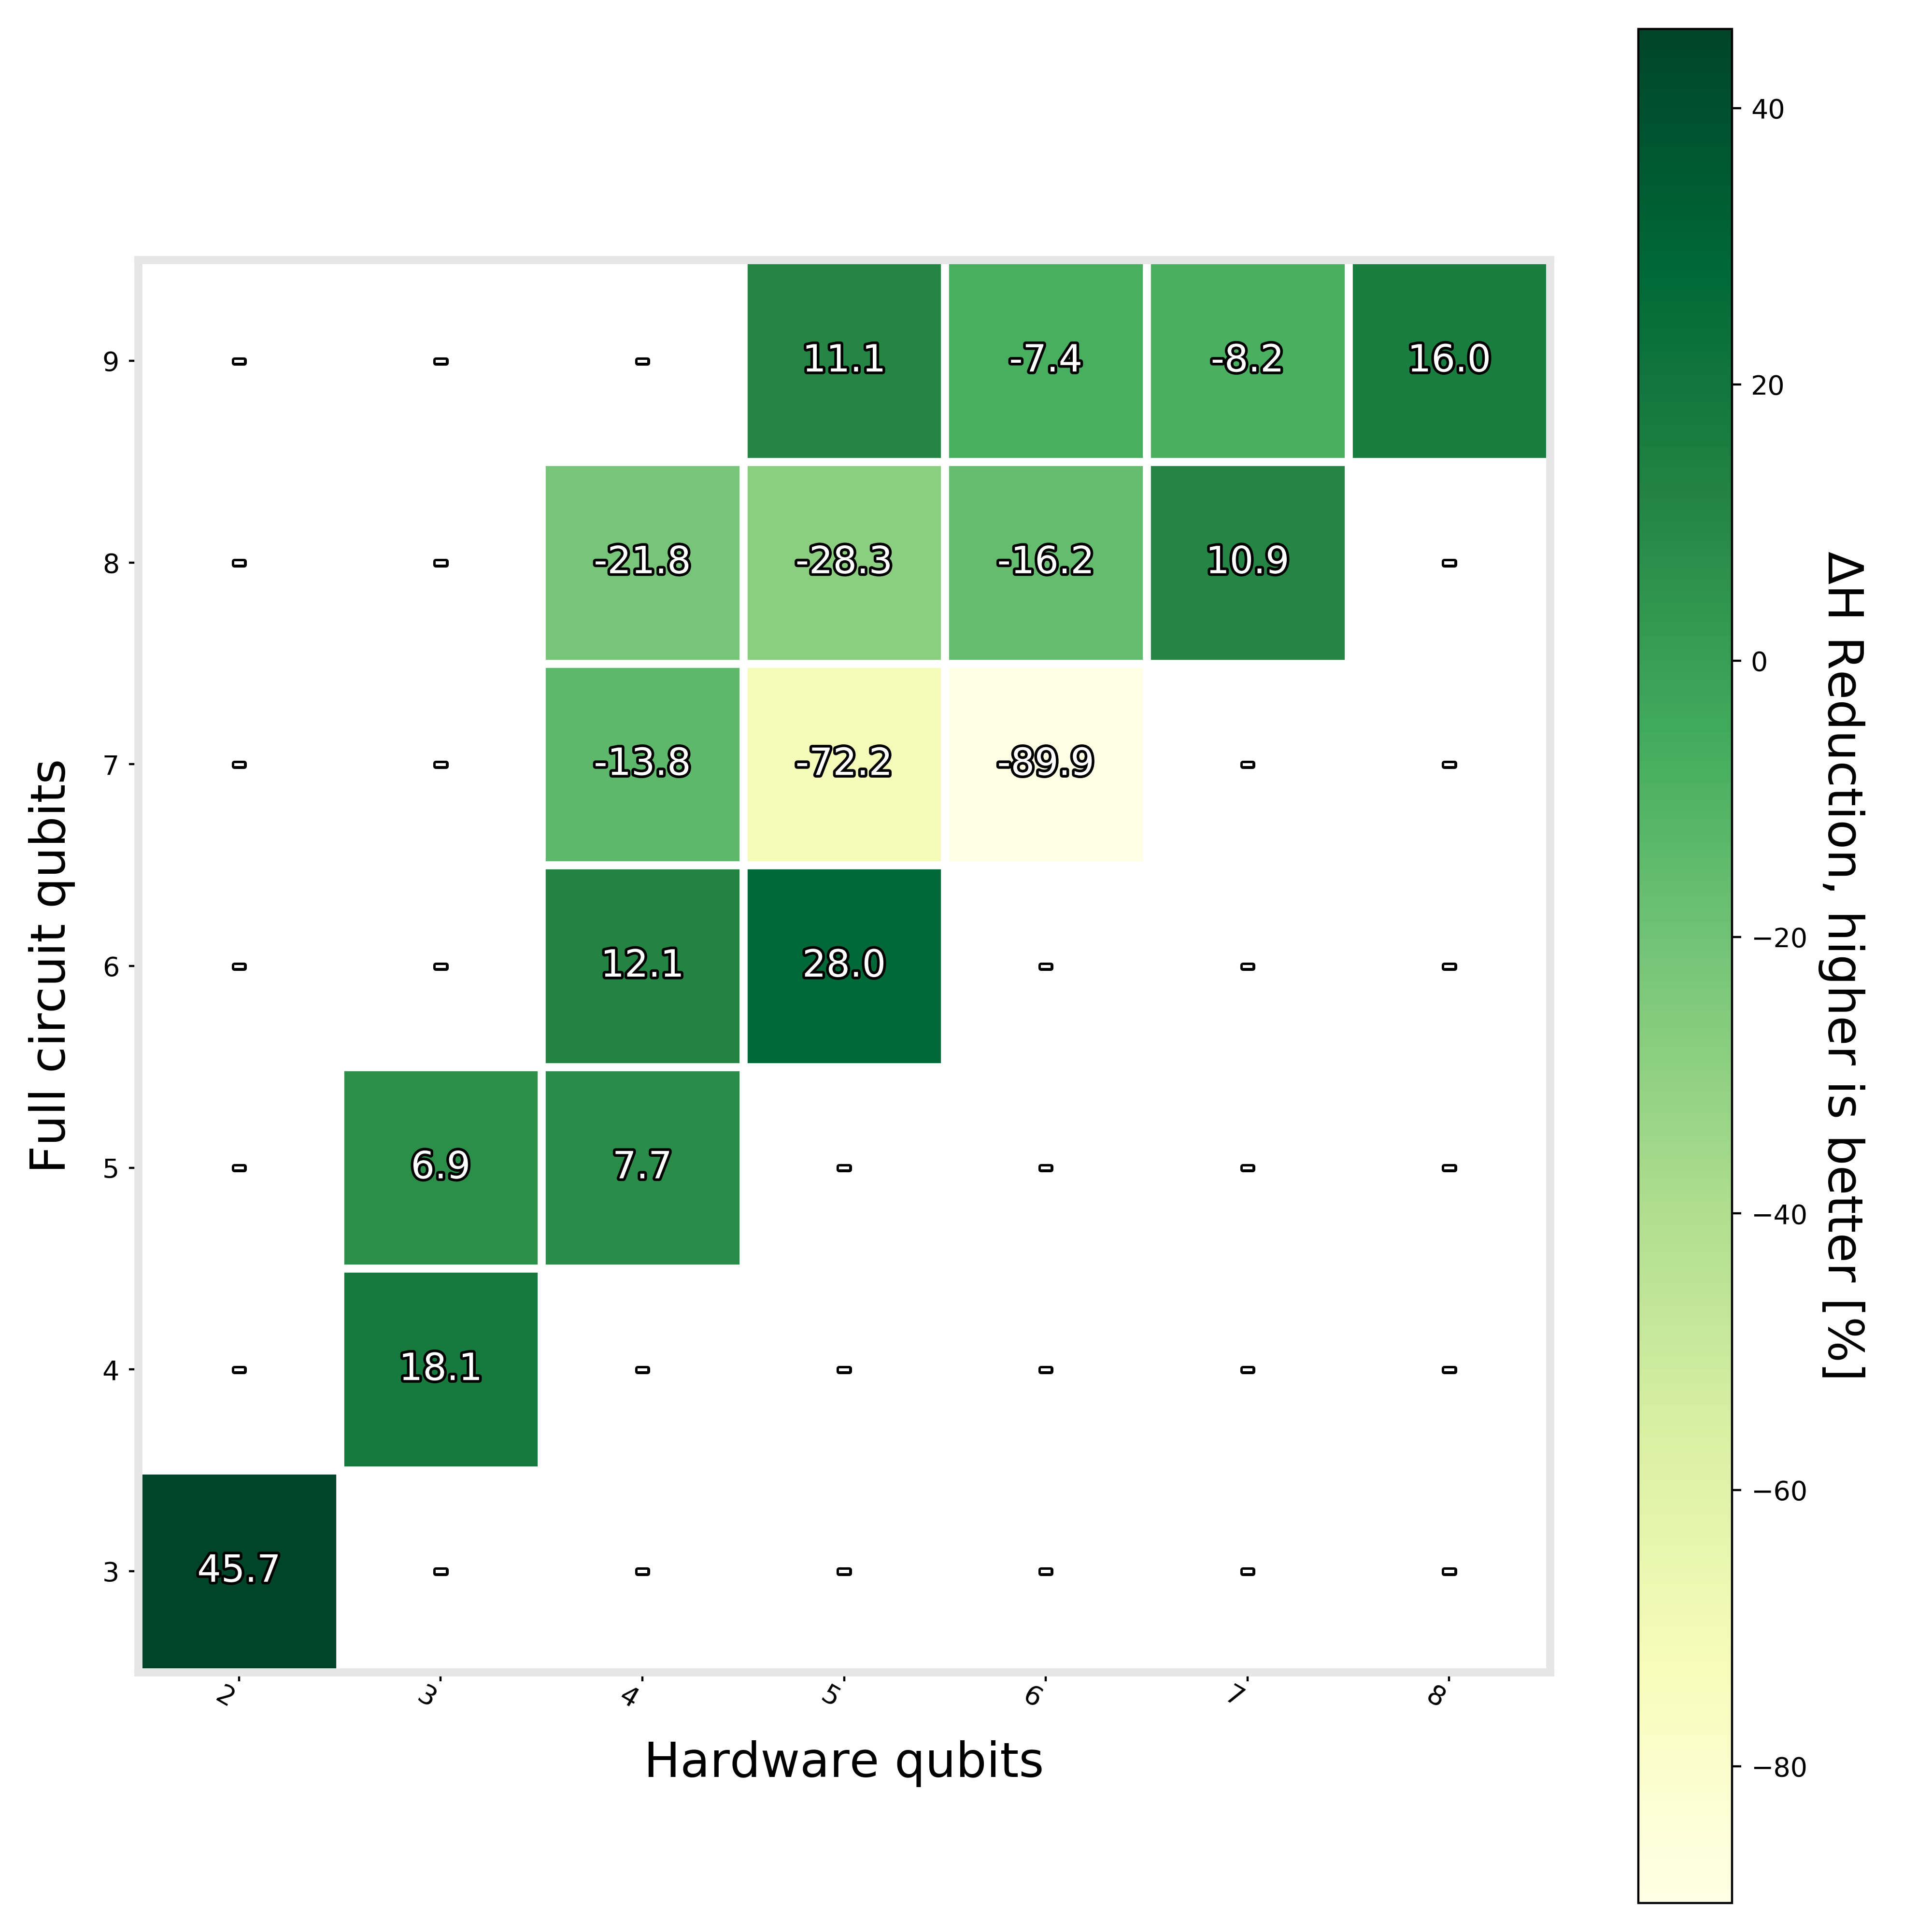 9 - - - 11.1 -7.4 -8.2 16.0
8 - - -21.8 -28.3 -16.2 10.9 -
7 - - -13.8 -72.2 -89.9 - -
6 - - 12.1 28.0 - - -
5 - 6.9 7.7 - - - -
4 - 18.1 - - - - -
3 45.7 - - - - - -
2 3 4 5 6 7 8
Hardware qubits
Full circuit qubits
40
20
0
−20
−40
−60
−80
ΔH Reduction, higher is better [%]